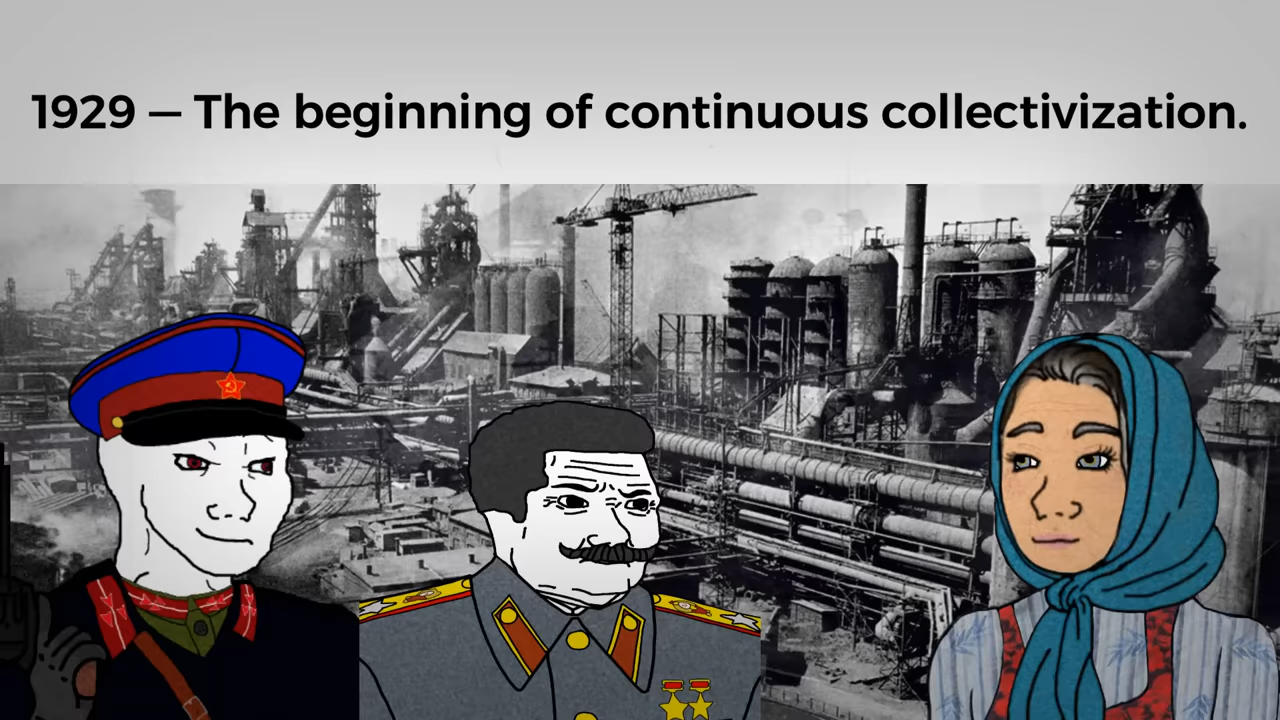 1929 — The beginning of continuous collectivization.